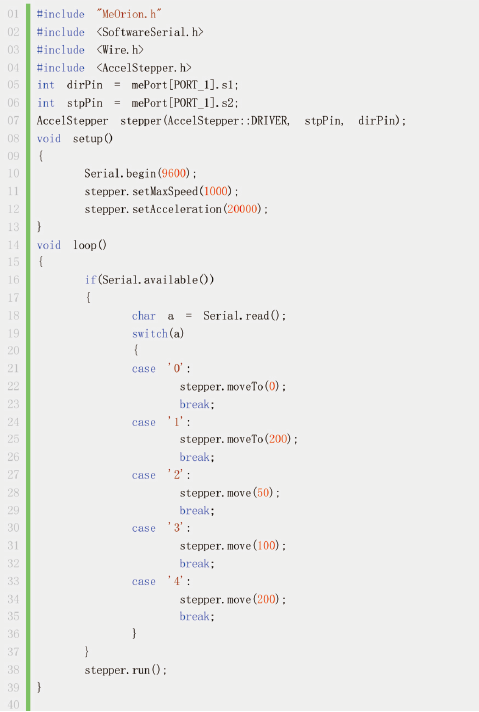 01 #include "MeOrion.h"
02 #include <SoftwareSerial.h>
03 #include <Wire.h>
04 #include <AccelStepper.h>
05 int dirPin = mePort[PORT_1].s1;
06 int stpPin = mePort[PORT_1].s2;
07 AccelStepper stepper(AccelStepper::DRIVER, stpPin, dirPin);
08 void setup()
09 {
10 Serial.begin(9600);
11 stepper.setMaxSpeed(1000);
12 stepper.setAcceleration(20000);
13 }
14 void loop()
15 {
16 if(Serial.available())
17 {
18 char a = Serial.read();
19 switch(a)
20 {
21 case '0':
22 stepper.moveTo(0);
23 break;
24 case '1':
25 stepper.moveTo(200);
26 break;
27 case '2':
28 stepper.move(50);
29 break;
30 case '3':
31 stepper.move(100);
32 break;
33 case '4':
34 stepper.move(200);
35 break;
36 }
37 }
38 stepper.run();
39 }
40